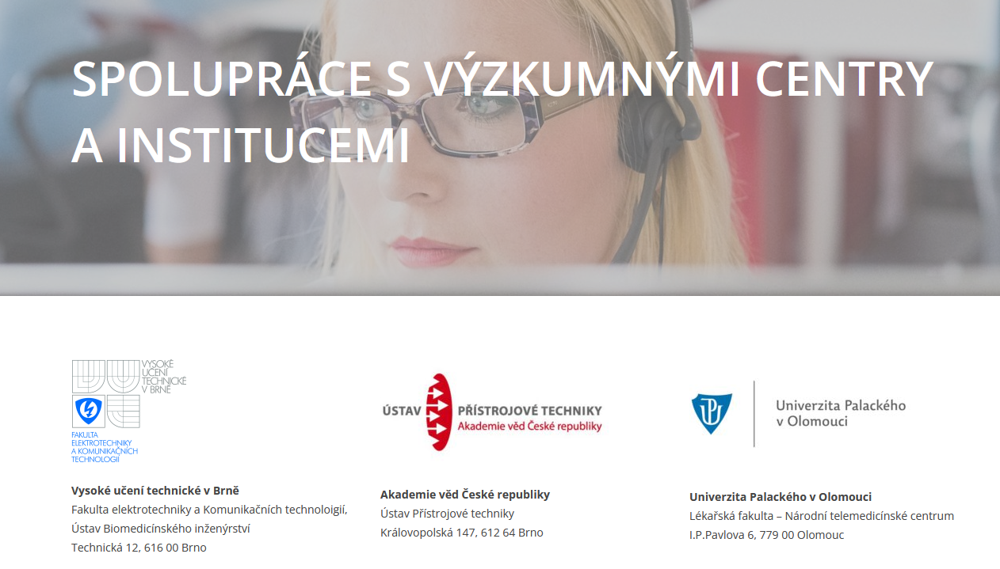 SPOLUPRÁCE S VÝZKUMNÝMI CENTRY
A INSTITUCEMI
VYSOKÉ
UČENÍ
TECHNICKÉ
V BRNĚ
FAKULTA
ELEKTROTECHNIKY
A KOMUNIKAČNÍCH
TECHNOLOGIÍ
Vysoké učení technické v Brně
Fakulta elektrotechniky a Komunikačních technoloigií,
Ústav Biomedicínského inženýrství
Technická 12, 616 00 Brno
ÚSTAV PŘÍSTROJOVÉ TECHNIKY
Akademie věd České republiky
Akademie věd České republiky
Ústav Přístrojové techniky
Královopolská 147, 612 64 Brno
Univerzita Palackého
v Olomouci
Univerzita Palackého v Olomouci
Lékařská fakulta – Národní telemedicínské centrum
I.P.Pavlova 6, 779 00 Olomouc